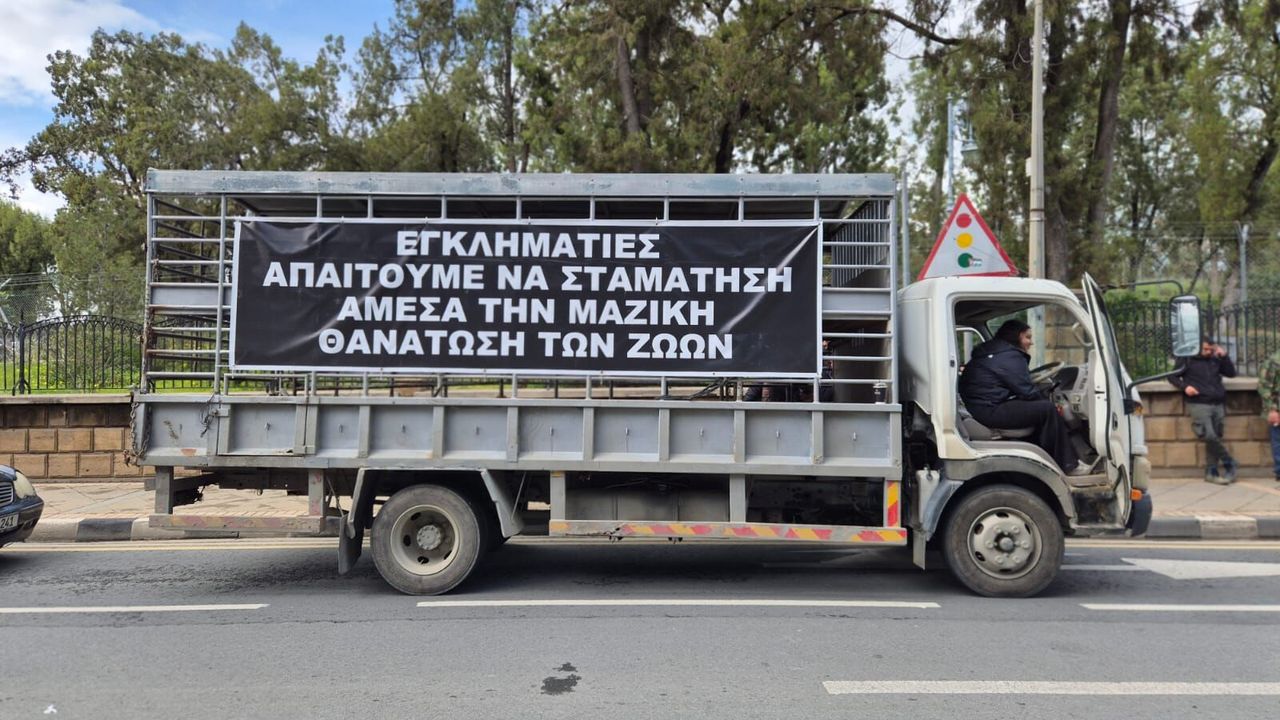 ΕΓΚΛΗΜΑΤΙΕΣ
ΑΠΑΙΤΟΥΜΕ ΝΑ ΣΤΑΜΑΤΗΣΗ
ΑΜΕΣΑ ΤΗΝ ΜΑΖΙΚΗ
ΘΑΝΑΤΩΣΗ ΤΩΝ ΖΩΩΝ